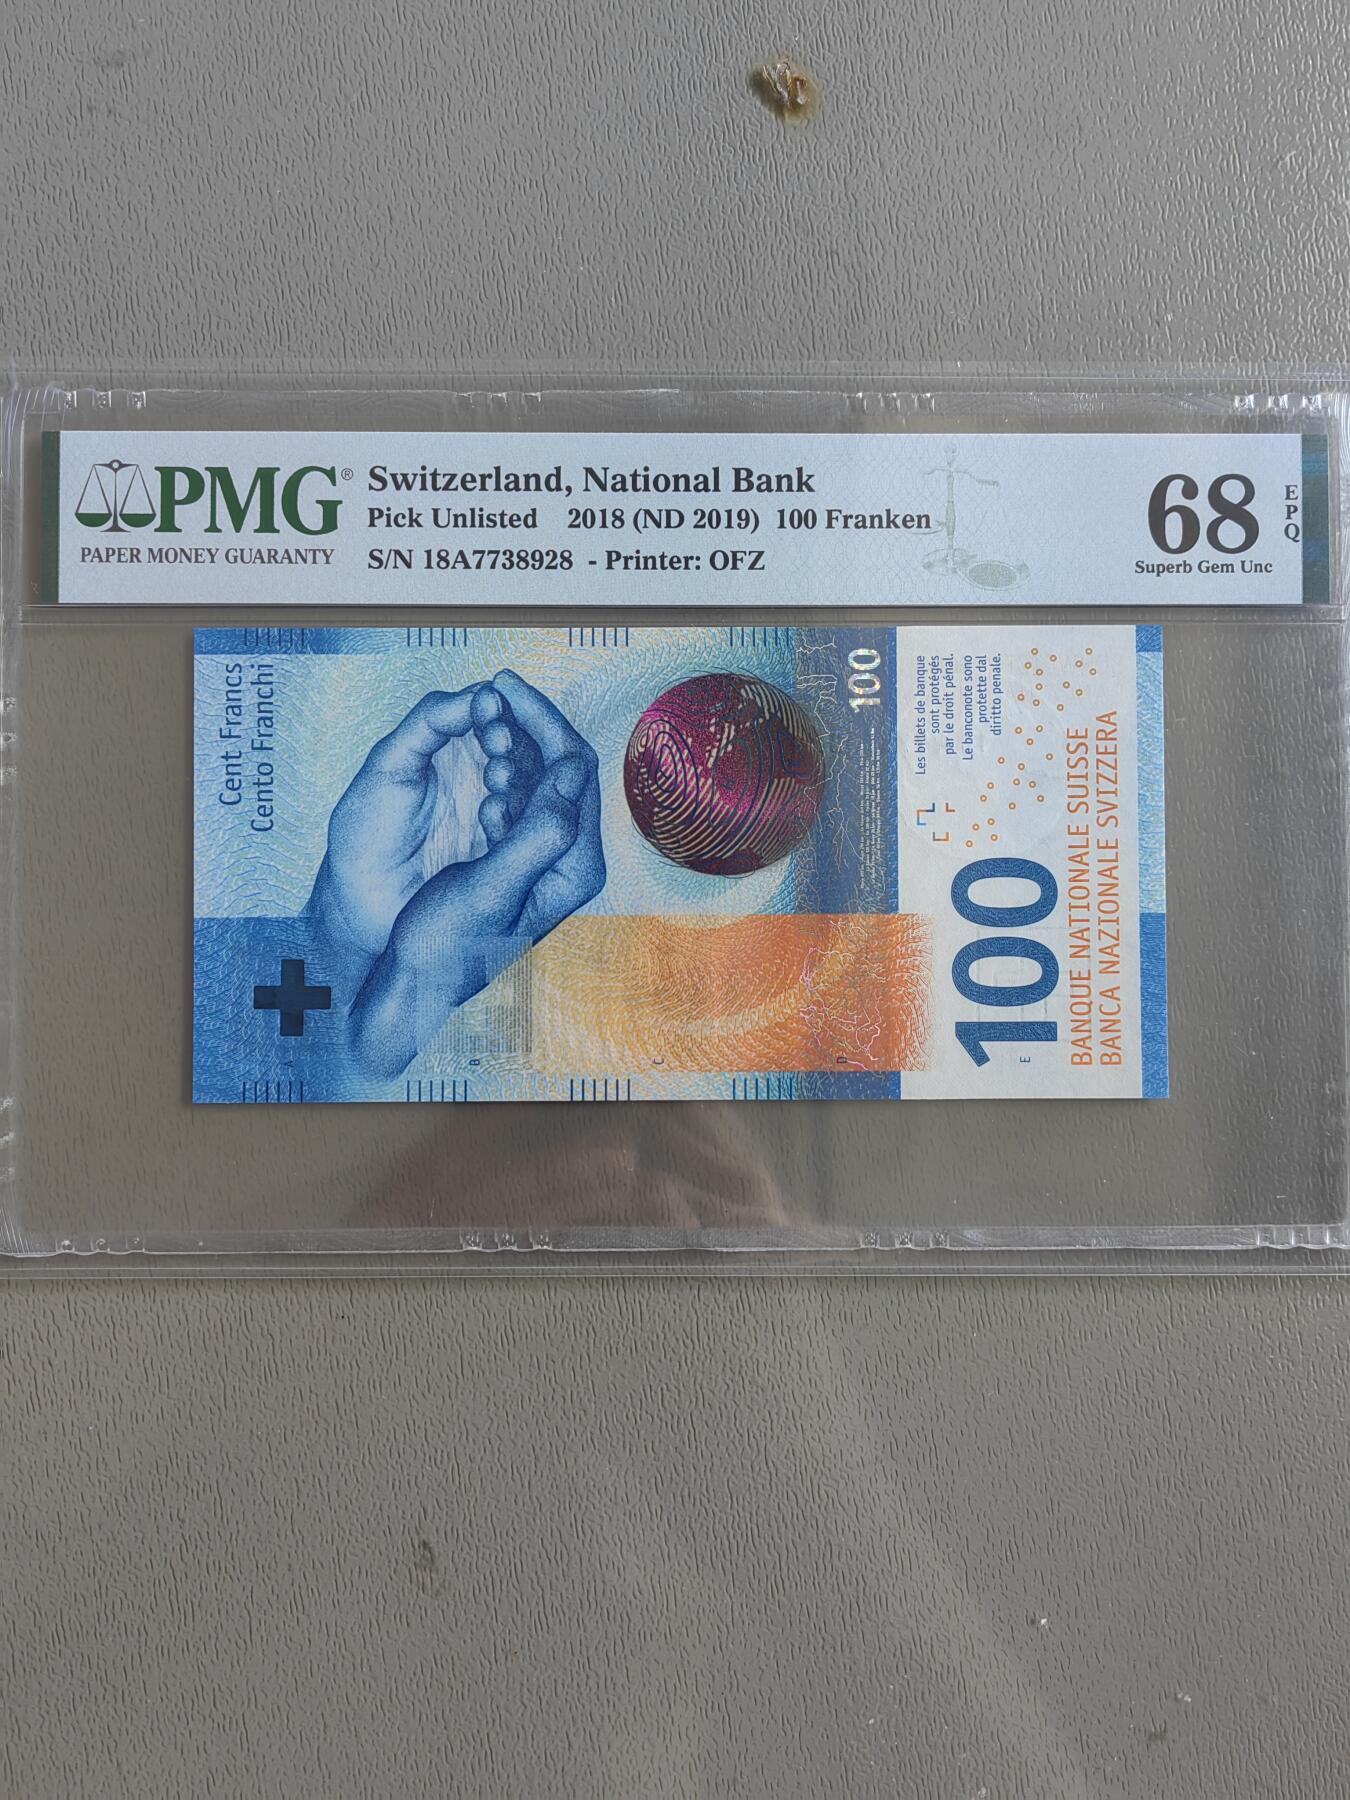 PMG®
PAPER MONEY GUARANTY
Switzerland, National Bank
Pick Unlisted 2018 (ND 2019) 100 Franken
S/N 18A7738928 - Printer: OFZ
68
EPQ
Superb Gem Unc
Cent Francs
Cento Franchi
100
Les billets de banque
sont protégés
par le droit pénal.
Le banconote sono
protette dal
diritto penale.
100
BANQUE NATIONALE SUISSE
BANCA NAZIONALE SVIZZERA
A
B
C
D
E